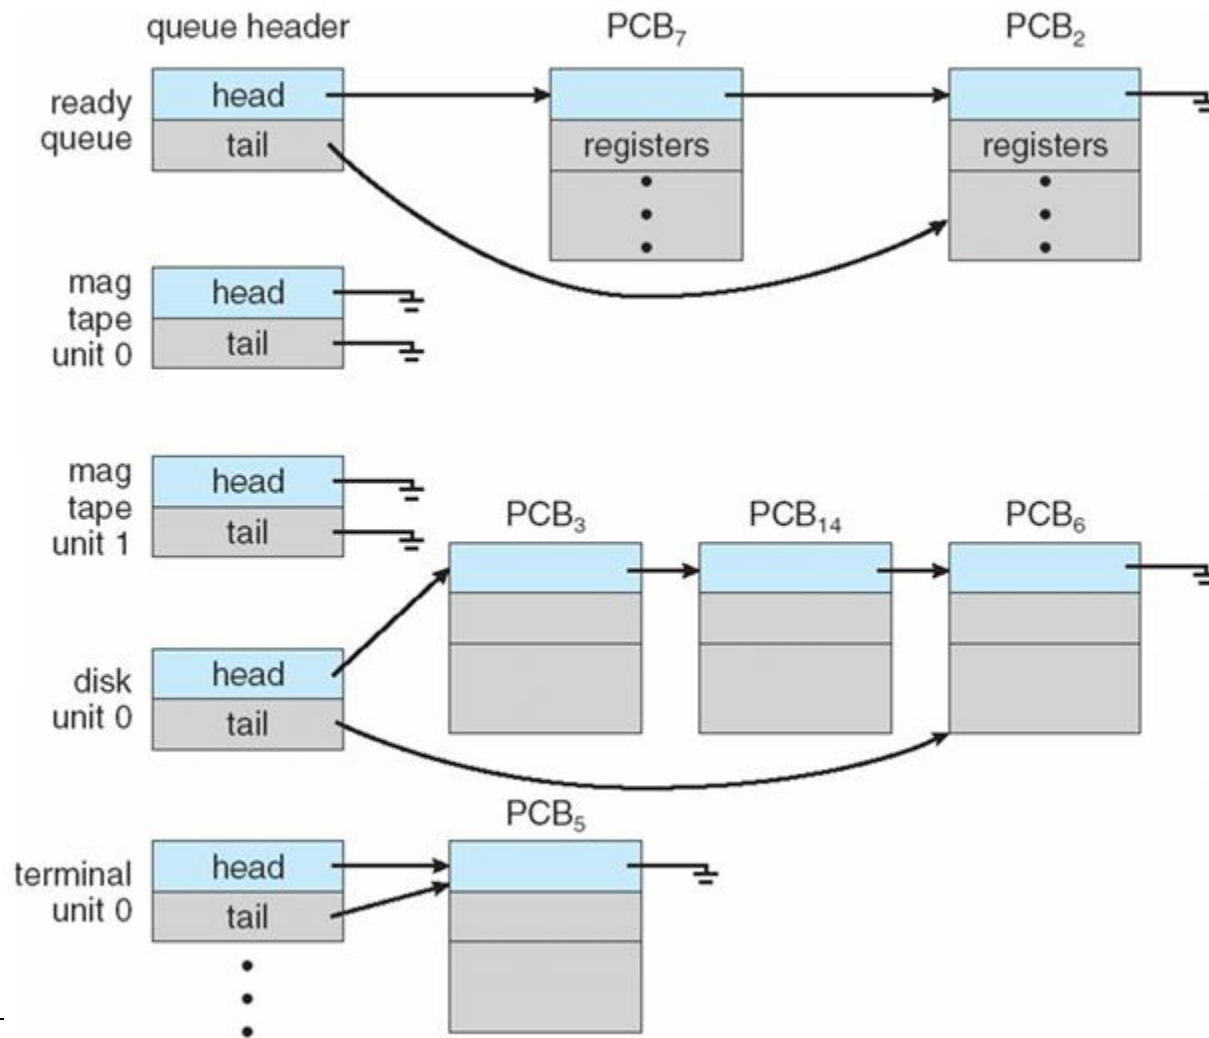 queue header
PCB₇
PCB₂
ready
queue
head
tail
registers
registers
mag
tape
unit 0
head
tail
mag
tape
unit 1
head
tail
PCB₃
PCB₁₄
PCB₆
disk
unit 0
head
tail
PCB₅
terminal
unit 0
head
tail